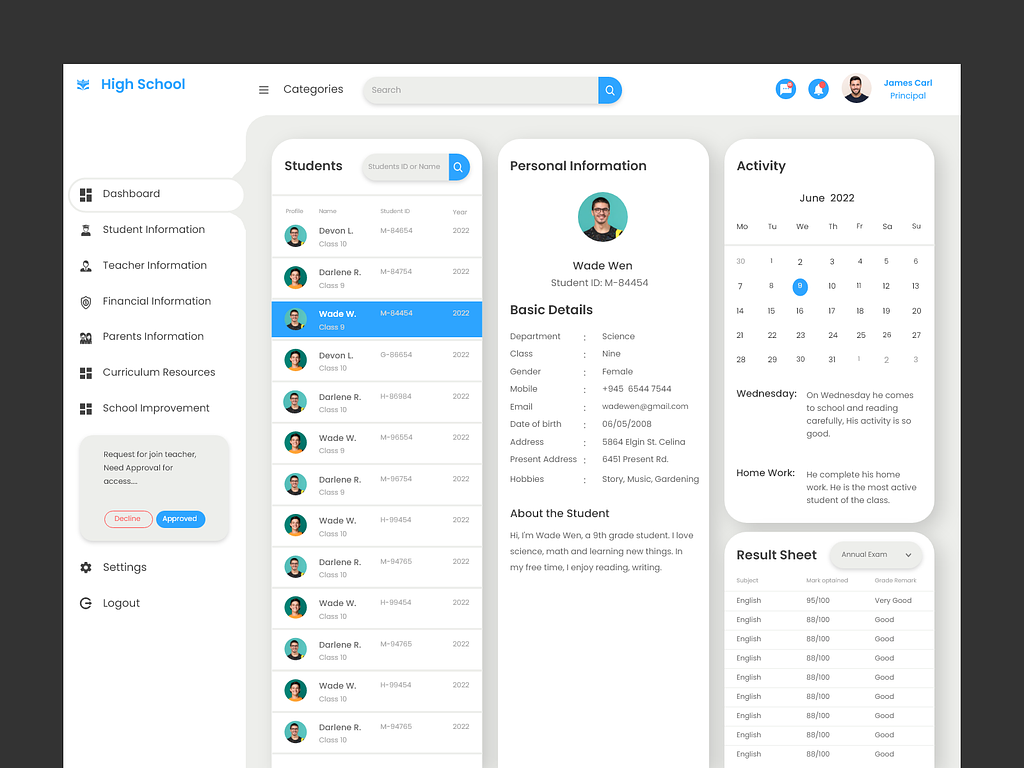 High School
Categories
Search
James Carl
Principal
Dashboard
Student Information
Teacher Information
Financial Information
Parents Information
Curriculum Resources
School Improvement
Request for join teacher,
Need Approval for
access....
Decline Approved
Settings
Logout
Students
Students ID or Name
Profile Name Student ID Year
Devon L. M-84654 2022
Class 10
Darlene R. M-84754 2022
Class 9
Wade W. M-84454 2022
Class 9
Devon L. G-86654 2022
Class 10
Darlene R. H-86984 2022
Class 10
Wade W. M-96554 2022
Class 9
Darlene R. M-96754 2022
Class 9
Wade W. H-99454 2022
Class 10
Darlene R. M-94765 2022
Class 10
Wade W. H-99454 2022
Class 10
Darlene R. M-94765 2022
Class 10
Wade W. H-99454 2022
Class 10
Darlene R. M-94765 2022
Class 10
Personal Information
Wade Wen
Student ID: M-84454
Basic Details
Department : Science
Class : Nine
Gender : Female
Mobile : +945 6544 7544
Email : wadewen@gmail.com
Date of birth : 06/05/2008
Address : 5864 Elgin St. Celina
Present Address : 6451 Present Rd.
Hobbies : Story, Music, Gardening
About the Student
Hi, I'm Wade Wen, a 9th grade student. I love
science, math and learning new things. In
my free time, I enjoy reading, writing.
Activity
June 2022
Mo Tu We Th Fr Sa Su
30 1 2 3 4 5 6
7 8 9 10 11 12 13
14 15 16 17 18 19 20
21 22 23 24 25 26 27
28 29 30 31 1 2 3
Wednesday: On Wednesday he comes
to school and reading
carefully, His activity is so
good.
Home Work: He complete his home
work. He is the most active
student of the class.
Result Sheet
Annual Exam
Subject Mark optained Grade Remark
English 95/100 Very Good
English 88/100 Good
English 88/100 Good
English 88/100 Good
English 88/100 Good
English 88/100 Good
English 88/100 Good
English 88/100 Good
English 88/100 Good